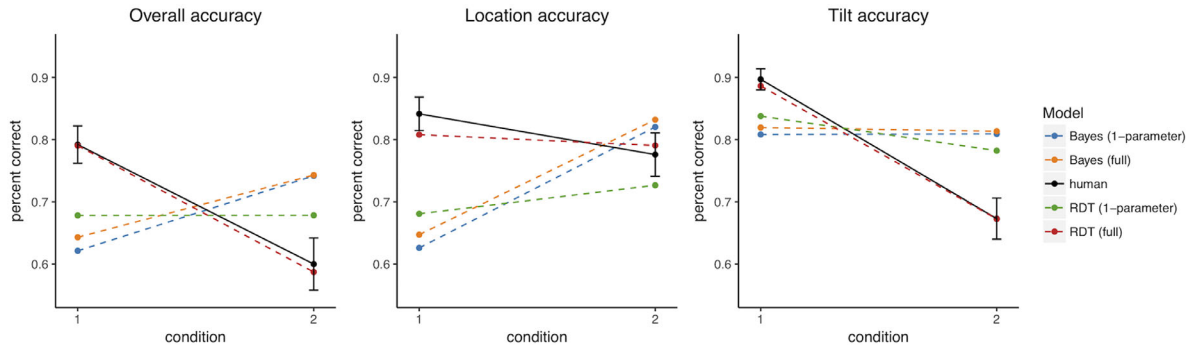 Overall accuracy
percent correct
0.9
0.8
0.7
0.6
1
2
condition
Location accuracy
percent correct
0.9
0.8
0.7
0.6
1
2
condition
Tilt accuracy
percent correct
0.9
0.8
0.7
0.6
1
2
condition
Model
Bayes (1−parameter)
Bayes (full)
human
RDT (1−parameter)
RDT (full)